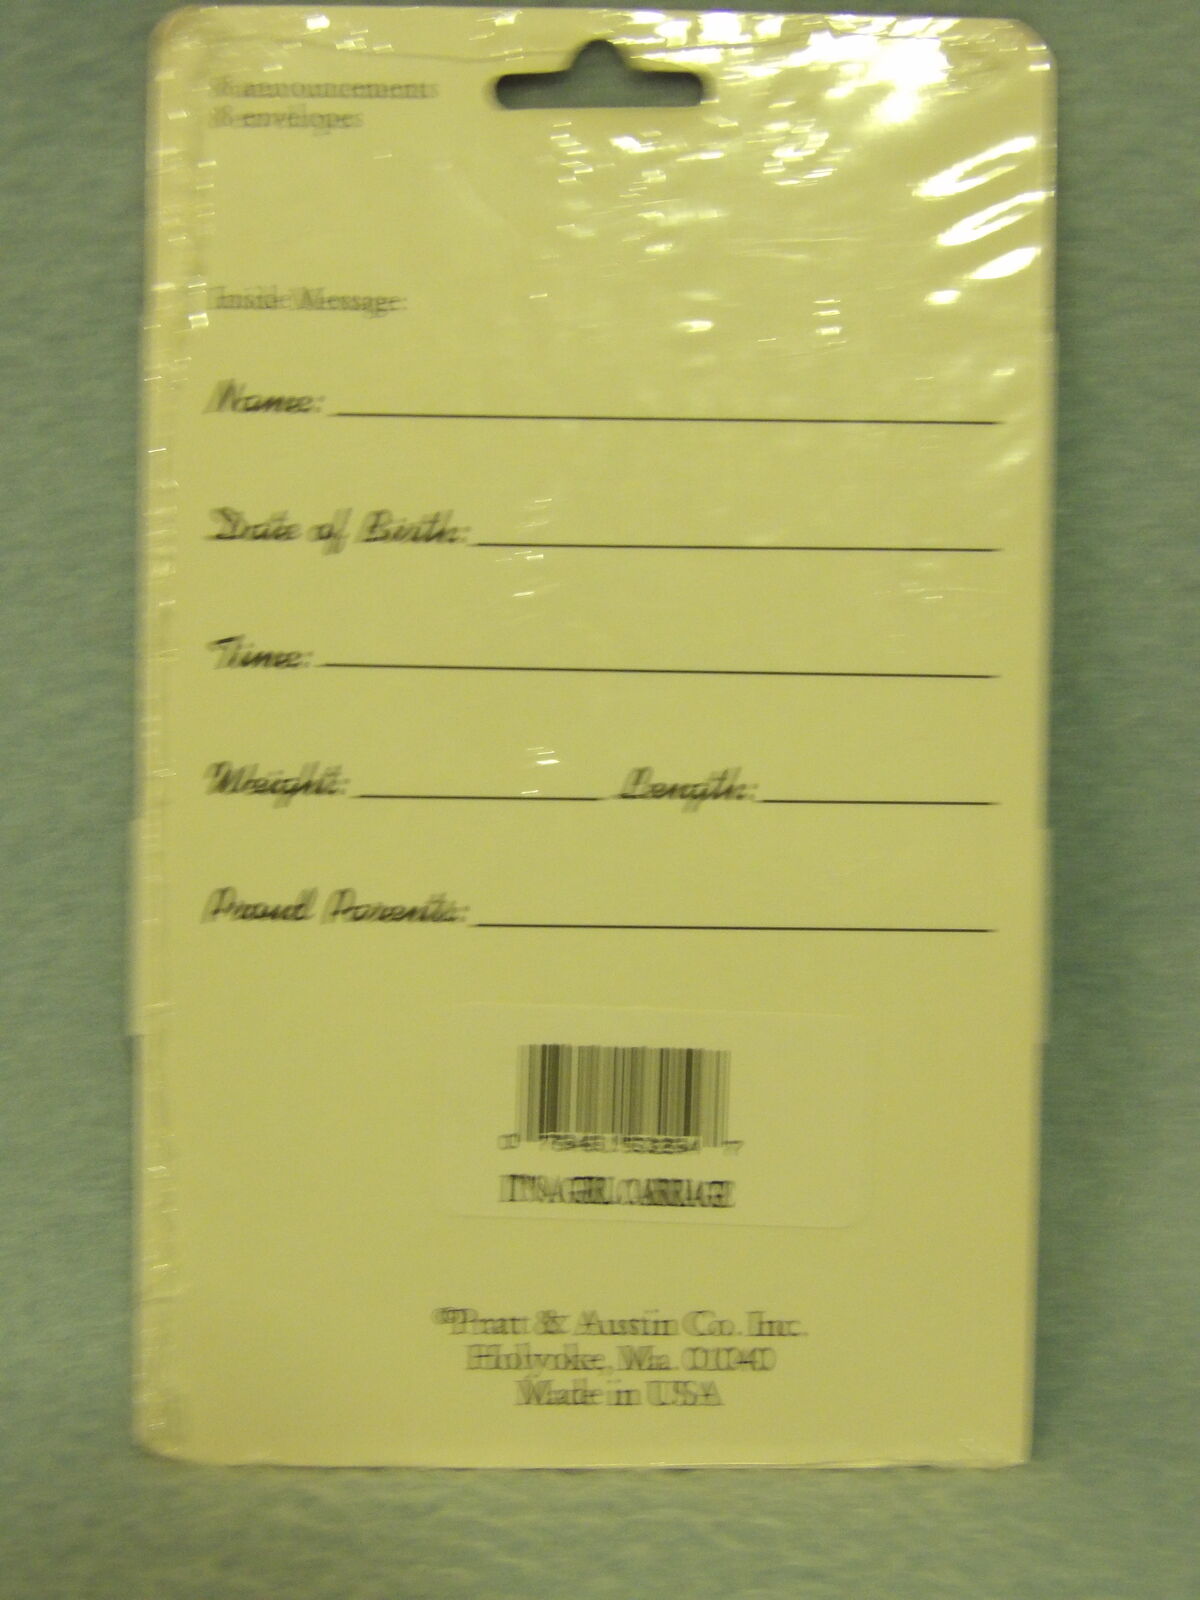 8 announcements
8 envelopes
Inside Message:
Name:
Date of Birth:
Time:
Weight: Length:
Proud Parents:
IT'S A GIRL CARRIAGE
©Pratt & Austin Co. Inc.
Holyoke, Ma. 01040
Made in USA